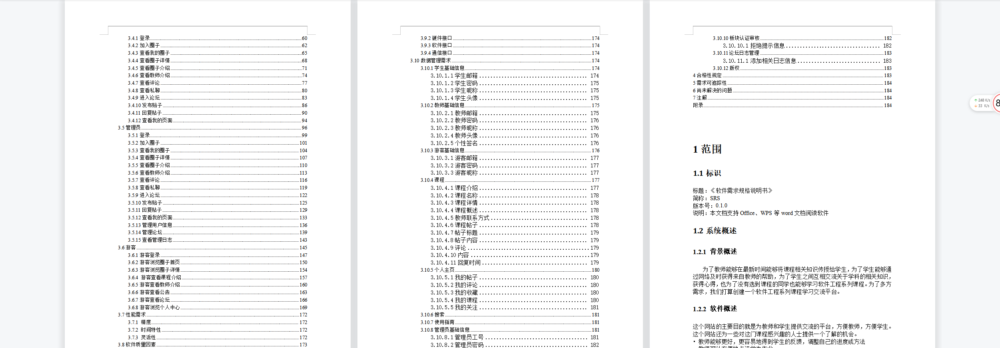 3.4.1 登录 60
3.4.2 加入圈子 62
3.4.3 查看我的圈子 65
3.4.4 查看圈子详情 68
3.4.5 查看圈子介绍 71
3.4.6 查看教师介绍 74
3.4.7 查看评论 77
3.4.8 查看私聊 80
3.4.9 进入论坛 83
3.4.10 发布贴子 86
3.4.11 回复贴子 90
3.4.12 查看我的页面 94
3.5 管理员 96
3.5.1 登录 99
3.5.2 加入圈子 101
3.5.3 查看我的圈子 104
3.5.4 查看圈子详情 107
3.5.5 查看圈子介绍 110
3.5.6 查看教师介绍 113
3.5.7 查看评论 116
3.5.8 查看私聊 119
3.5.9 进入论坛 122
3.5.10 发布贴子 125
3.5.11 回复贴子 129
3.5.12 查看我的页面 133
3.5.13 管理用户信息 136
3.5.14 管理论坛 139
3.5.15 查看管理日志 143
3.6 游客 145
3.6.1 游客登录 147
3.6.2 游客浏览圈子首页 150
3.6.3 游客浏览圈子详情 154
3.6.4 游客查看课程介绍 157
3.6.5 游客查看教师介绍 160
3.6.6 游客查看公告 163
3.6.7 游客查看论坛 166
3.6.8 游客浏览个人中心 169
3.7 性能需求 172
3.7.1 精度 172
3.7.2 时间特性 172
3.7.3 灵活性 172
3.8 软件质量因素 173
3.9.2 硬件接口 174
3.9.3 软件接口 174
3.9.4 通信接口 174
3.10 数据管理需求 174
3.10.1 学生基础信息 174
3.10.1.1 学生邮箱 174
3.10.1.2 学生密码 175
3.10.1.3 学生昵称 175
3.10.1.4 学生头像 175
3.10.2 教师基础信息 175
3.10.2.1 教师邮箱 175
3.10.2.2 教师密码 176
3.10.2.3 教师昵称 176
3.10.2.4 教师头像 176
3.10.2.5 个性签名 176
3.10.3 游客基础信息 176
3.10.3.1 游客邮箱 177
3.10.3.2 游客密码 177
3.10.3.3 游客昵称 177
3.10.4 课程 177
3.10.4.1 课程介绍 177
3.10.4.2 课程名称 178
3.10.4.3 课程详情 178
3.10.4.4 课程概述 178
3.10.4.5 教师联系方式 178
3.10.4.6 课程帖子 178
3.10.4.7 帖子标题 179
3.10.4.8 帖子内容 179
3.10.4.9 评论 179
3.10.4.10 内容 179
3.10.4.11 回复时间 179
3.10.5 个人主页 180
3.10.5.1 我的帖子 180
3.10.5.2 我的评论 180
3.10.5.3 我的收藏 180
3.10.5.4 我的课程 180
3.10.5.5 我的关注 181
3.10.6 搜索 181
3.10.7 使用指南 181
3.10.8 管理员基础信息 181
3.10.8.1 管理员工号 181
3.10.8.2 管理员密码 182
3.10.10 板块认证审核 182
3.10.10.1 拒绝提示信息 182
3.10.11 论坛日志管理 183
3.10.11.1 添加相关日志信息 183
3.10.12 版权 183
4 合格性规定 183
5 需求可追踪性 184
6 尚未解决的问题 184
7 注解 184
附录 184
1 范围
1.1 标识
标题：《软件需求规格说明书》
简称：SRS
版本号：0.1.0
说明：本文档支持 Office、WPS 等 word 文档阅读软件
1.2 系统概述
1.2.1 背景概述
为了教师能够在最新时间能够将课程相关知识传授给学生，为了学生能够通
过网络及时获得来自教师的帮助，为了学生之间互相交流关于学科的相关知识，
获得心得，也为了没有选到课程的同学也能够学习软件工程系列课程。为了多方
需求，我们打算创建一个软件工程系列课程学习交流平台。
1.2.2 软件概述
这个网站的主要目的就是为教师和学生提供交流的平台，方便教师，方便学生。
这个网站还为一些对这门课程感兴趣的人士提供一个了解的机会。
• 教师能够更好，更容易地得到学生的反馈，调整自己的进度或方法
↑ 248 K/s
↓ 33 K/s
8